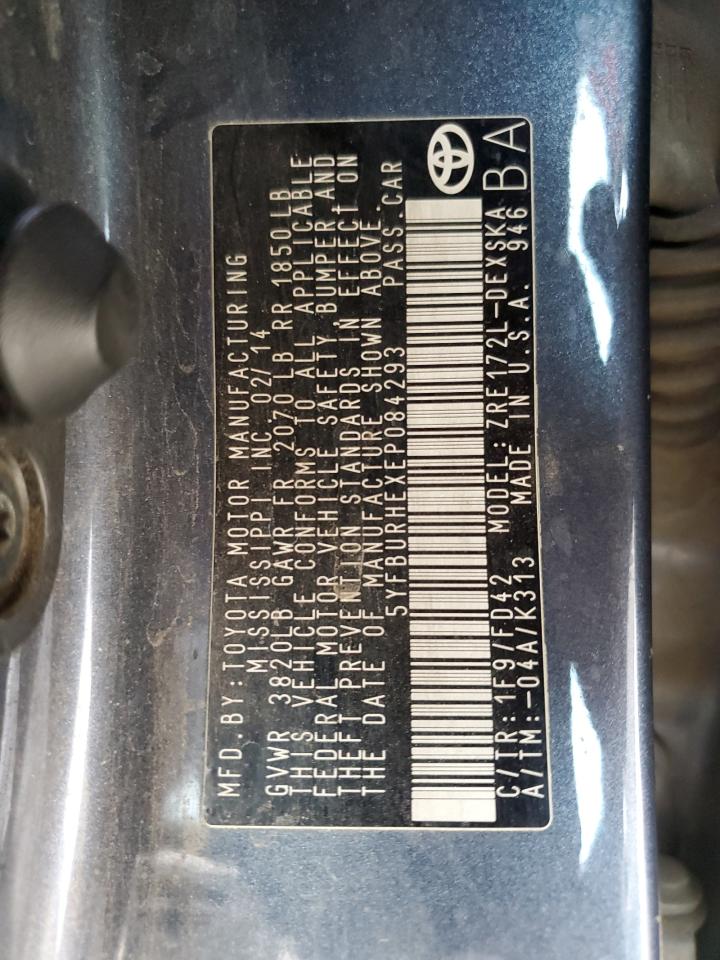 MFD.BY:TOYOTA MOTOR MANUFACTURING
MISSISSIPPI INC 02/14
GVWR 3820LB GAWR FR 2070 LB RR 1850 LB
THIS VEHICLE CONFORMS TO ALL APPLICABLE
FEDERAL MOTOR VEHICLE SAFETY, BUMPER AND
THEFT PREVENTION STANDARDS IN EFFECT ON
THE DATE OF MANUFACTURE SHOWN ABOVE.
5YFBURHEXEP084293 PASS.CAR
C/TR:1F9/FD42 MODEL:ZRE172L-DEXSKA
A/TM:-04A/K313 MADE IN U.S.A. 946
BA